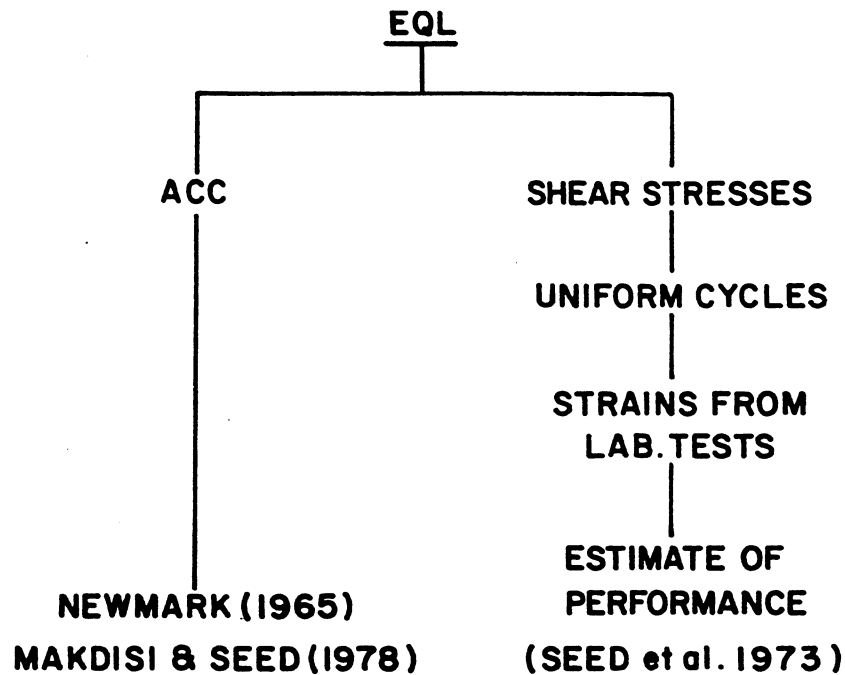 EQL
ACC
NEWMARK (1965)
MAKDISI & SEED (1978)
SHEAR STRESSES
UNIFORM CYCLES
STRAINS FROM
LAB. TESTS
ESTIMATE OF
PERFORMANCE
(SEED et al. 1973)